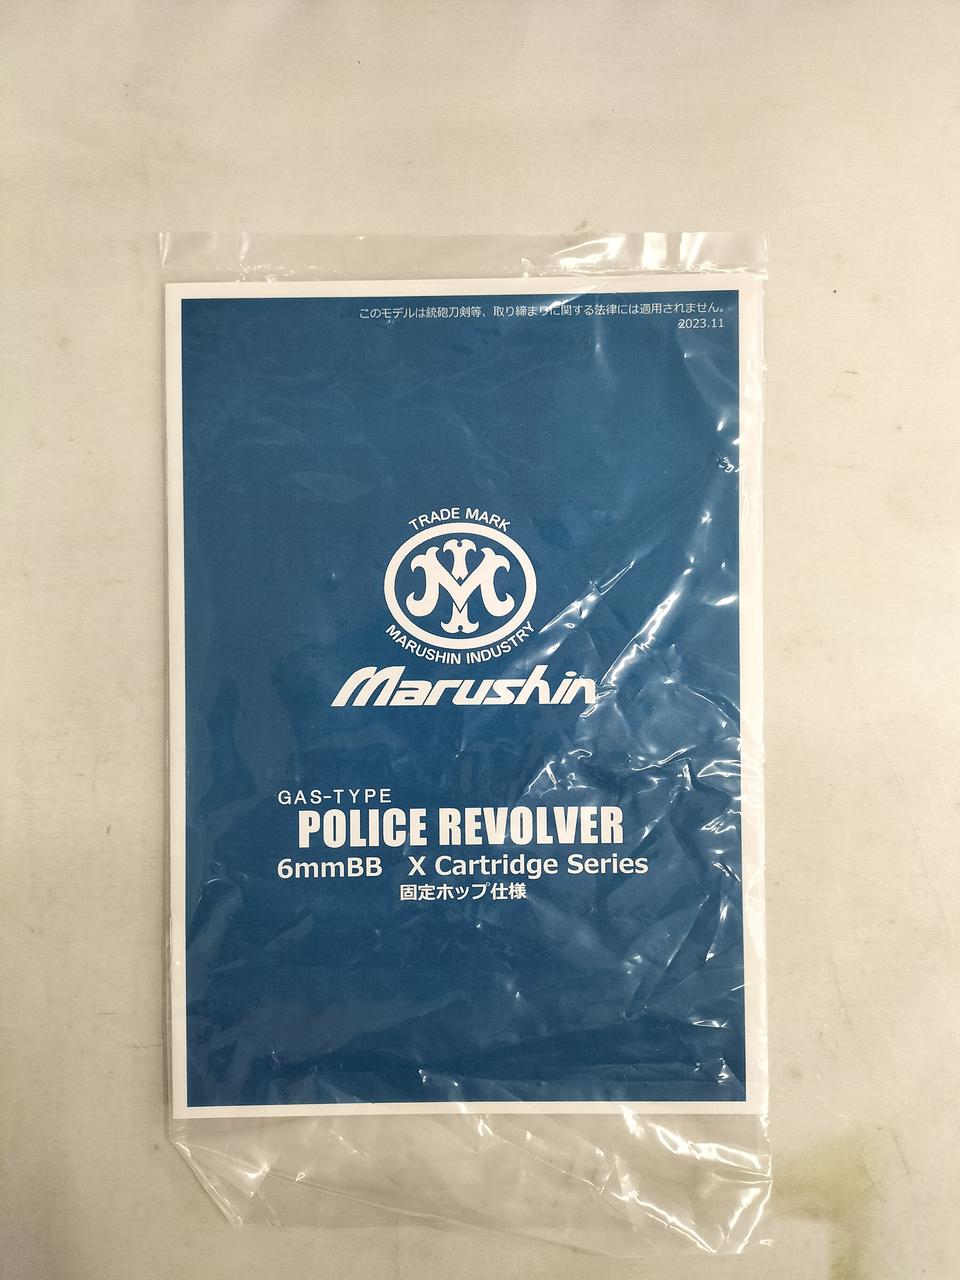 このモデルは銃砲刀剣等、取り締まりに関する法律には適用されません。
2023.11
TRADE MARK
M
MARUSHIN INDUSTRY
Marushin
GAS-TYPE
POLICE REVOLVER
6mmBB X Cartridge Series
固定ホップ仕様